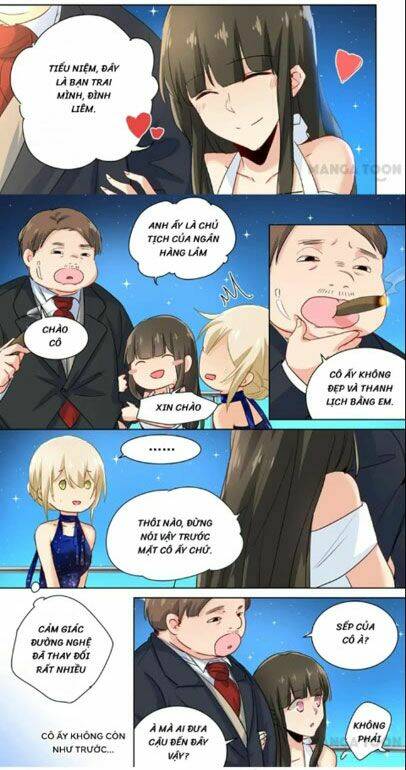 TIỂU NIỆM, ĐÂY
LÀ BẠN TRAI
MÌNH, ĐÌNH
LIÊM.
MANGA TOON
ANH ẤY LÀ CHỦ
TỊCH CỦA NGÂN
HÀNG LÂM
CHÀO
CÔ
XIN CHÀO
CÔ ẤY KHÔNG
ĐẸP VÀ THANH
LỊCH BẰNG EM.
......
THÔI NÀO, ĐỪNG
NÓI VẬY TRƯỚC
MẶT CÔ ẤY CHỨ.
CẢM GIÁC
ĐƯỜNG NGHỆ
ĐÃ THAY ĐỔI
RẤT NHIỀU
CÔ ẤY KHÔNG CÒN
NHƯ TRƯỚC...
SẾP CỦA
CÔ À?
À MÀ AI ĐƯA
CẬU ĐẾN ĐÂY
VẬY?
KHÔNG
PHẢI
MANGA TOON